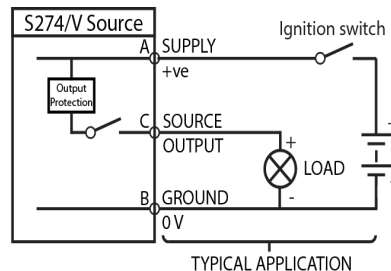 S274/V Source
Ignition switch
A SUPPLY
+ve
Output
Protection
C SOURCE
OUTPUT
+
LOAD
-
B GROUND
0 V
TYPICAL APPLICATION